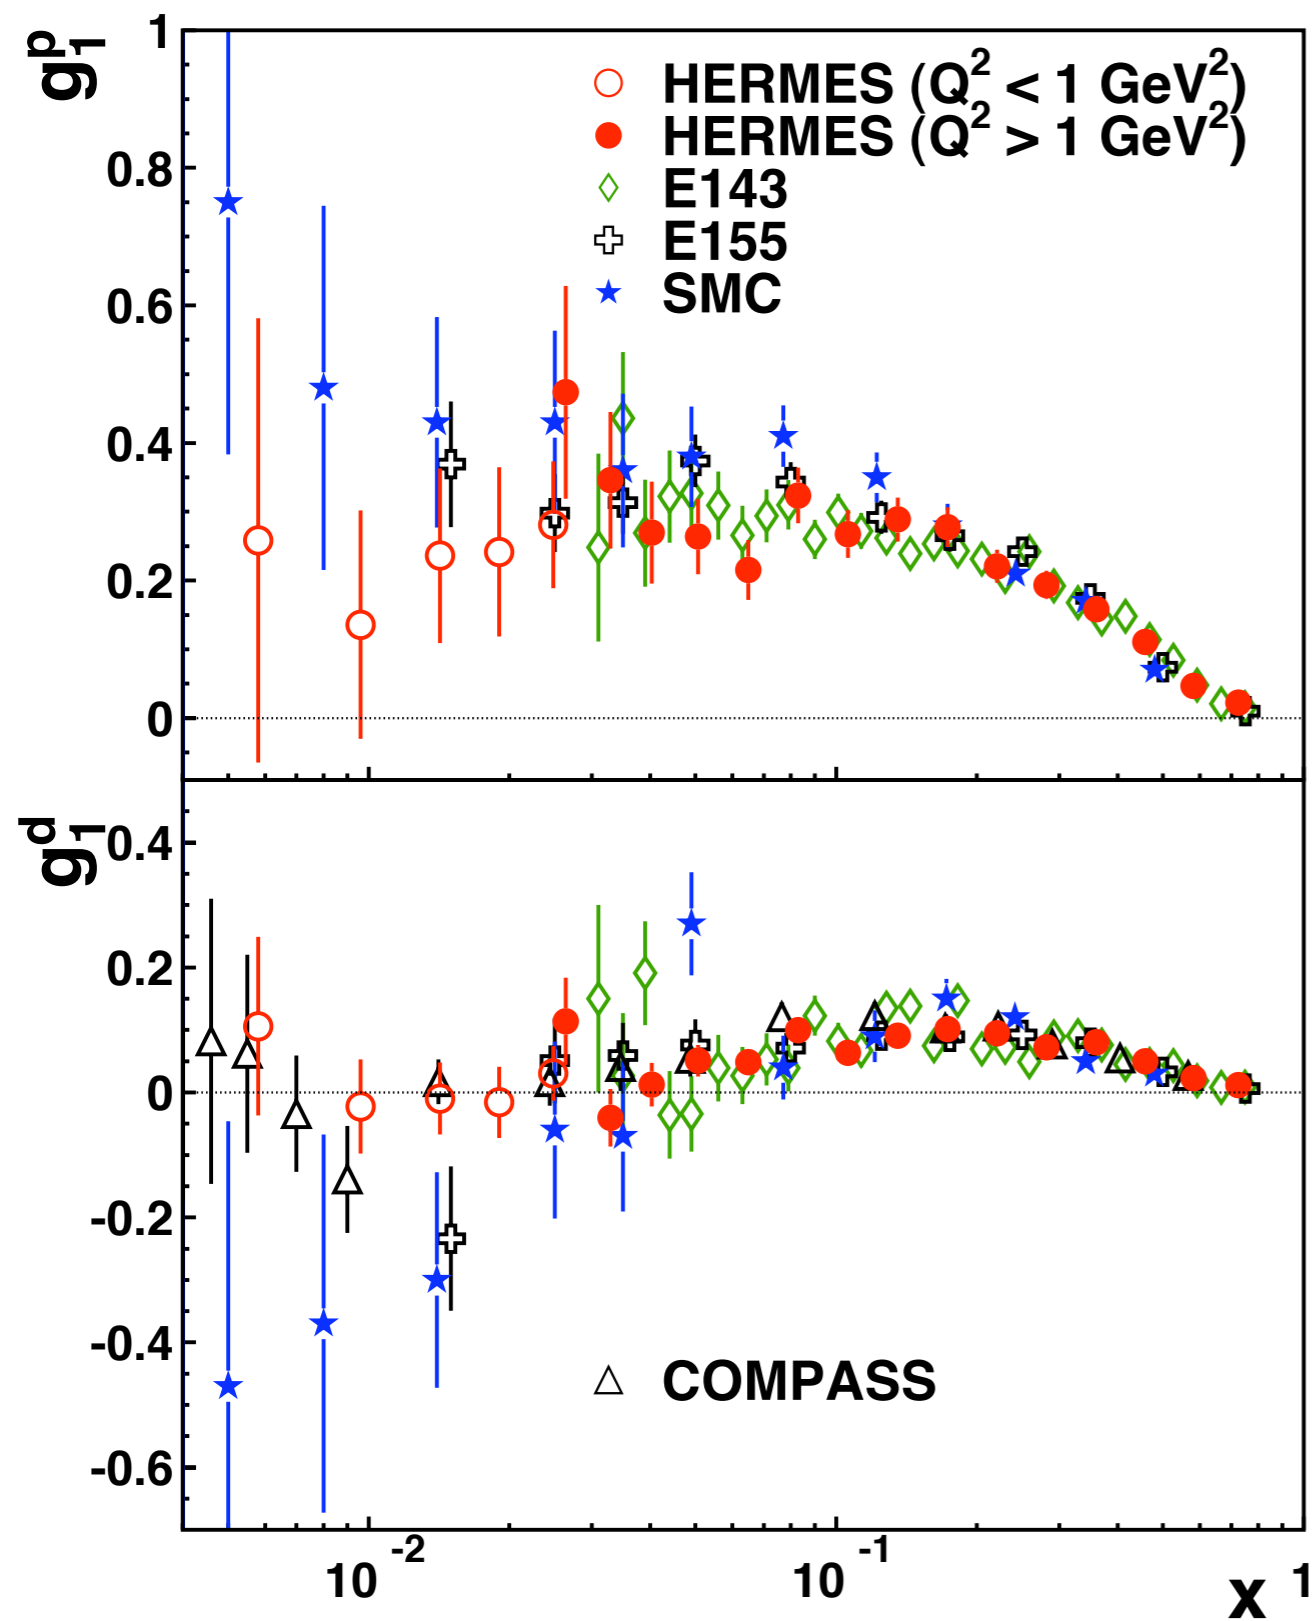 g₁ᵖ
1
HERMES (Q² < 1 GeV²)
HERMES (Q² > 1 GeV²)
0.8
E143
E155
SMC
0.6
0.4
0.2
0
g₁ᵈ
0.4
0.2
0
-0.2
-0.4
COMPASS
-0.6
10⁻²
10⁻¹
1
x